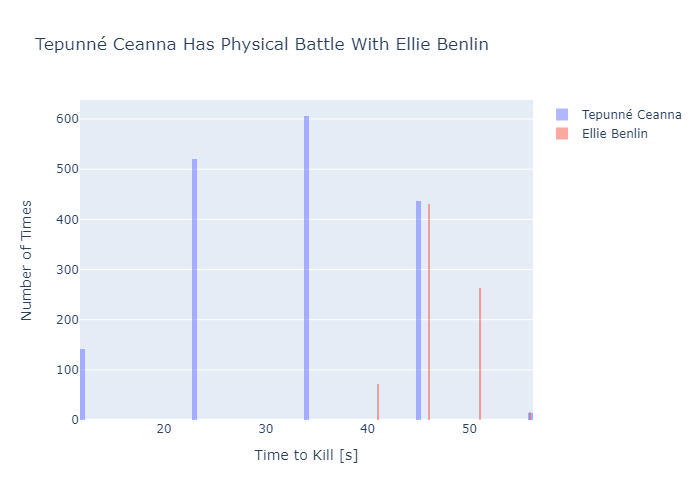 Tepunné Ceanna Has Physical Battle With Ellie Benlin
Tepunné Ceanna
Ellie Benlin
Number of Times
600
500
400
300
200
100
0
20
30
40
50
Time to Kill [s]